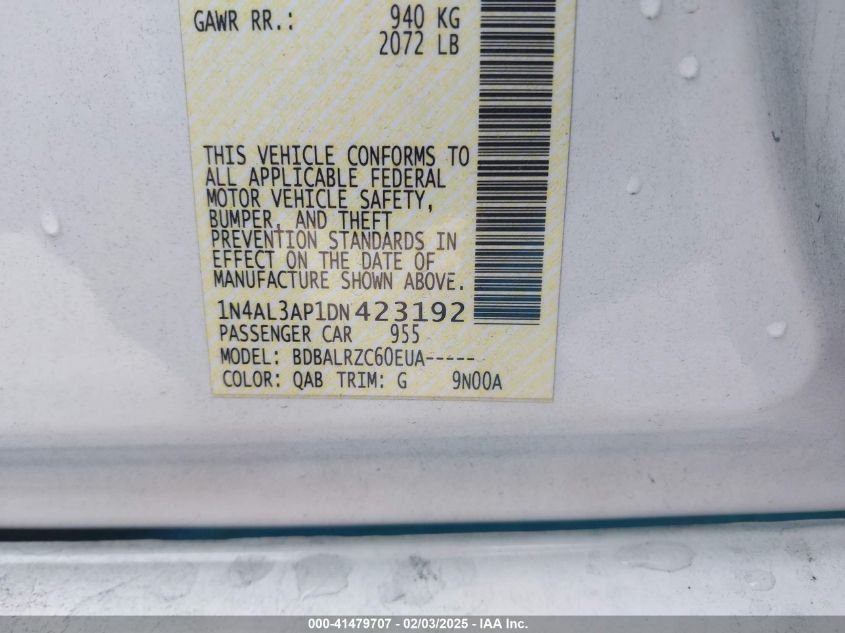 GAWR RR.: 940 KG
2072 LB
THIS VEHICLE CONFORMS TO
ALL APPLICABLE FEDERAL
MOTOR VEHICLE SAFETY,
BUMPER, AND THEFT
PREVENTION STANDARDS IN
EFFECT ON THE DATE OF
MANUFACTURE SHOWN ABOVE.
1N4AL3AP1DN423192
PASSENGER CAR 955
MODEL: BDBALRZC60EUA-----
COLOR: QAB TRIM: G 9N00A
000-41479707 - 02/03/2025 - IAA Inc.